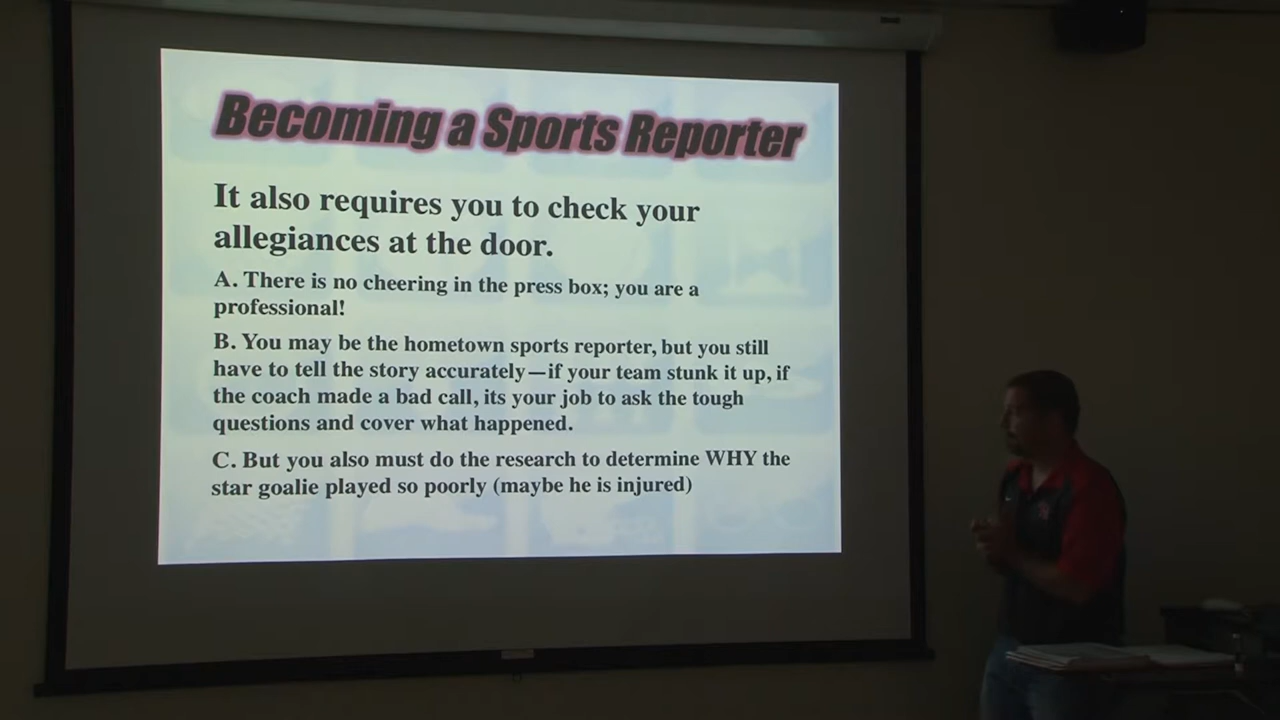 Becoming a Sports Reporter
It also requires you to check your
allegiances at the door.
A. There is no cheering in the press box; you are a
professional!
B. You may be the hometown sports reporter, but you still
have to tell the story accurately—if your team stunk it up, if
the coach made a bad call, its your job to ask the tough
questions and cover what happened.
C. But you also must do the research to determine WHY the
star goalie played so poorly (maybe he is injured)